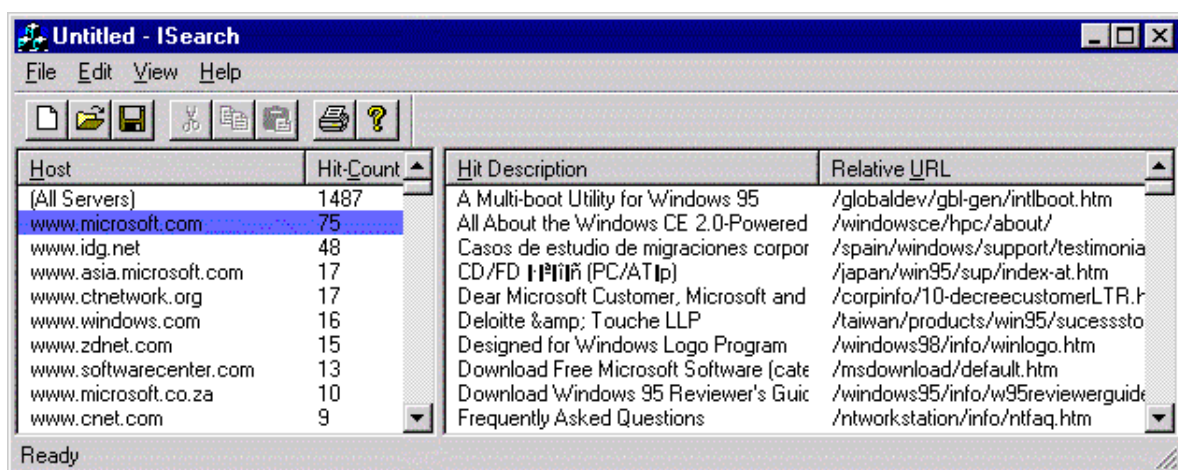 Untitled - ISearch
File Edit View Help
Host Hit-Count
(All Servers) 1487
www.microsoft.com 75
www.idg.net 48
www.asia.microsoft.com 17
www.ctnetwork.org 17
www.windows.com 16
www.zdnet.com 15
www.softwarecenter.com 13
www.microsoft.co.za 10
www.cnet.com 9
Hit Description Relative URL
A Multi-boot Utility for Windows 95 /globaldev/gbl-gen/intlboot.htm
All About the Windows CE 2.0-Powered /windowsce/hpc/about/
Casos de estudio de migraciones corpor /spain/windows/support/testimonia
CD/FD (PC/AT /japan/win95/sup/index-at.htm
Dear Microsoft Customer, Microsoft and /corpinfo/10-decreecustomerLTR.h
Deloitte &amp; Touche LLP /taiwan/products/win95/sucesssto
Designed for Windows Logo Program /windows98/info/winlogo.htm
Download Free Microsoft Software (cate /msdownload/default.htm
Download Windows 95 Reviewer's Guic /windows95/info/w95reviewerguide
Frequently Asked Questions /ntworkstation/info/ntfaq.htm
Ready